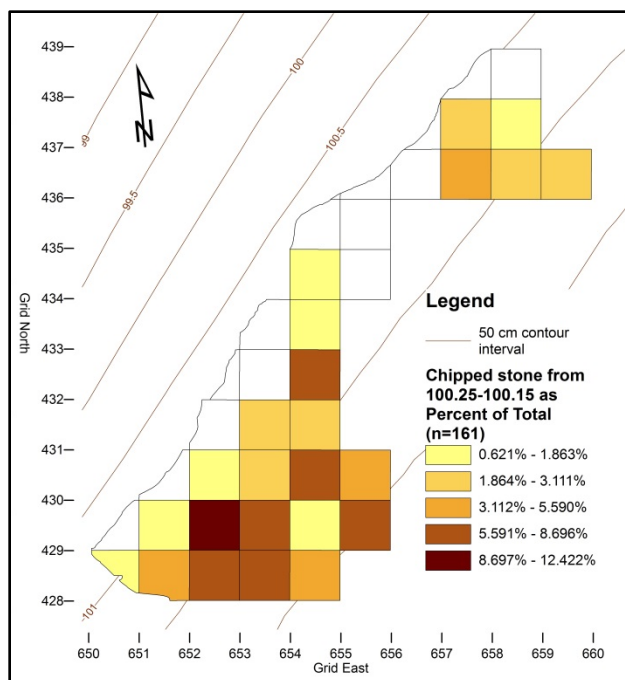 439
438
437
436
435
434
433
432
431
430
429
428
Grid North
N
99
99.5
100
100.5
101
Legend
50 cm contour
interval
Chipped stone from
100.25-100.15 as
Percent of Total
(n=161)
0.621% - 1.863%
1.864% - 3.111%
3.112% - 5.590%
5.591% - 8.696%
8.697% - 12.422%
650 651 652 653 654 655 656 657 658 659 660
Grid East